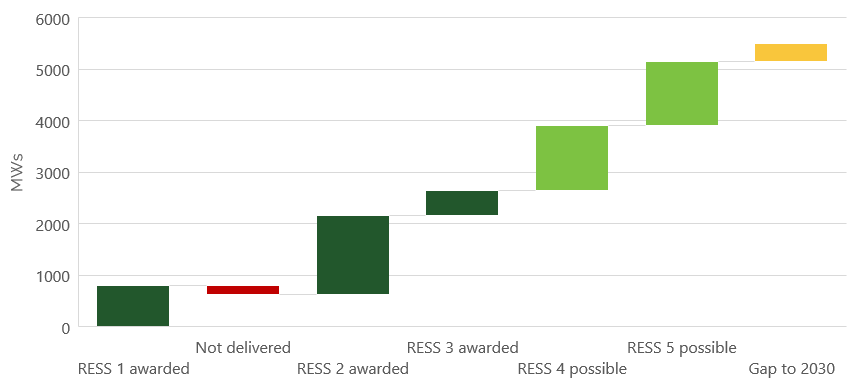 6000
5000
4000
3000
2000
1000
0
MWs
Not delivered
RESS 3 awarded
RESS 5 possible
RESS 1 awarded
RESS 2 awarded
RESS 4 possible
Gap to 2030